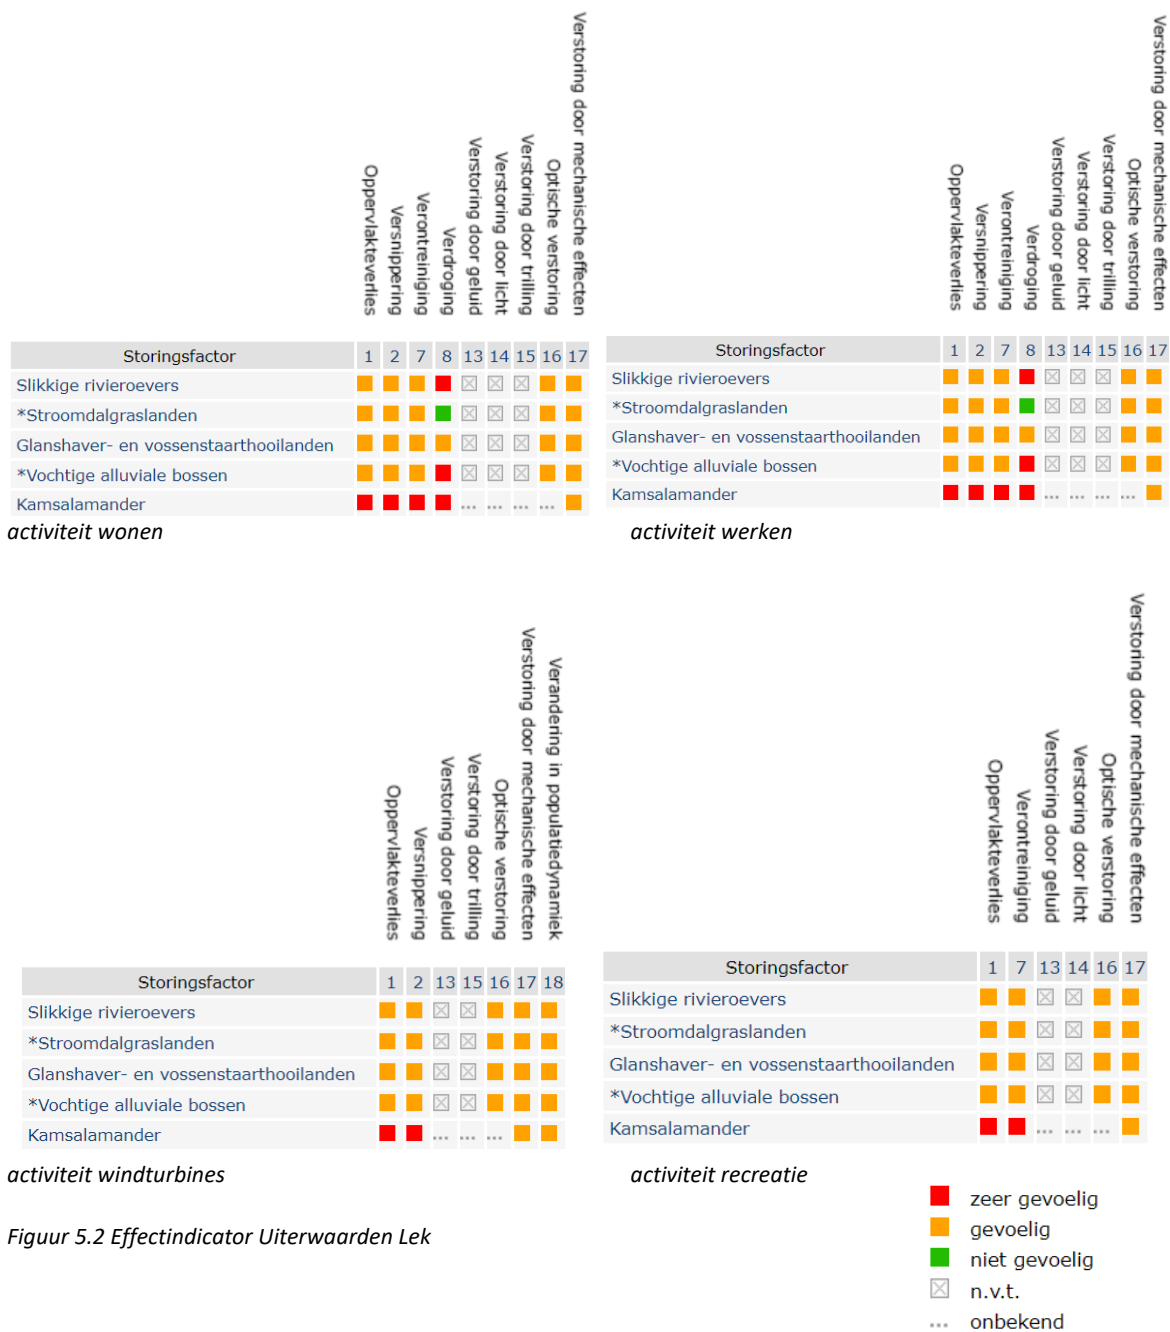 Oppervlakteverlies
Versnippering
Verontreiniging
Verdroging
Verstoring door geluid
Verstoring door licht
Verstoring door trilling
Optische verstoring
Verstoring door mechanische effecten
Storingsfactor 1 2 7 8 13 14 15 16 17
Slikkige rivieroevers
*Stroomdalgraslanden
Glanshaver- en vossenstaarthooilanden
*Vochtige alluviale bossen
Kamsalamander ... ... ... ...
activiteit wonen
Oppervlakteverlies
Versnippering
Verontreiniging
Verdroging
Verstoring door geluid
Verstoring door licht
Verstoring door trilling
Optische verstoring
Verstoring door mechanische effecten
Storingsfactor 1 2 7 8 13 14 15 16 17
Slikkige rivieroevers
*Stroomdalgraslanden
Glanshaver- en vossenstaarthooilanden
*Vochtige alluviale bossen
Kamsalamander ... ... ... ...
activiteit werken
Oppervlakteverlies
Versnippering
Verstoring door geluid
Verstoring door trilling
Optische verstoring
Verstoring door mechanische effecten
Verandering in populatiedynamiek
Storingsfactor 1 2 13 15 16 17 18
Slikkige rivieroevers
*Stroomdalgraslanden
Glanshaver- en vossenstaarthooilanden
*Vochtige alluviale bossen
Kamsalamander ... ... ...
activiteit windturbines
Oppervlakteverlies
Verontreiniging
Verstoring door geluid
Verstoring door licht
Optische verstoring
Verstoring door mechanische effecten
Storingsfactor 1 7 13 14 16 17
Slikkige rivieroevers
*Stroomdalgraslanden
Glanshaver- en vossenstaarthooilanden
*Vochtige alluviale bossen
Kamsalamander ... ... ...
activiteit recreatie
zeer gevoelig
gevoelig
niet gevoelig
n.v.t.
... onbekend
Figuur 5.2 Effectindicator Uiterwaarden Lek